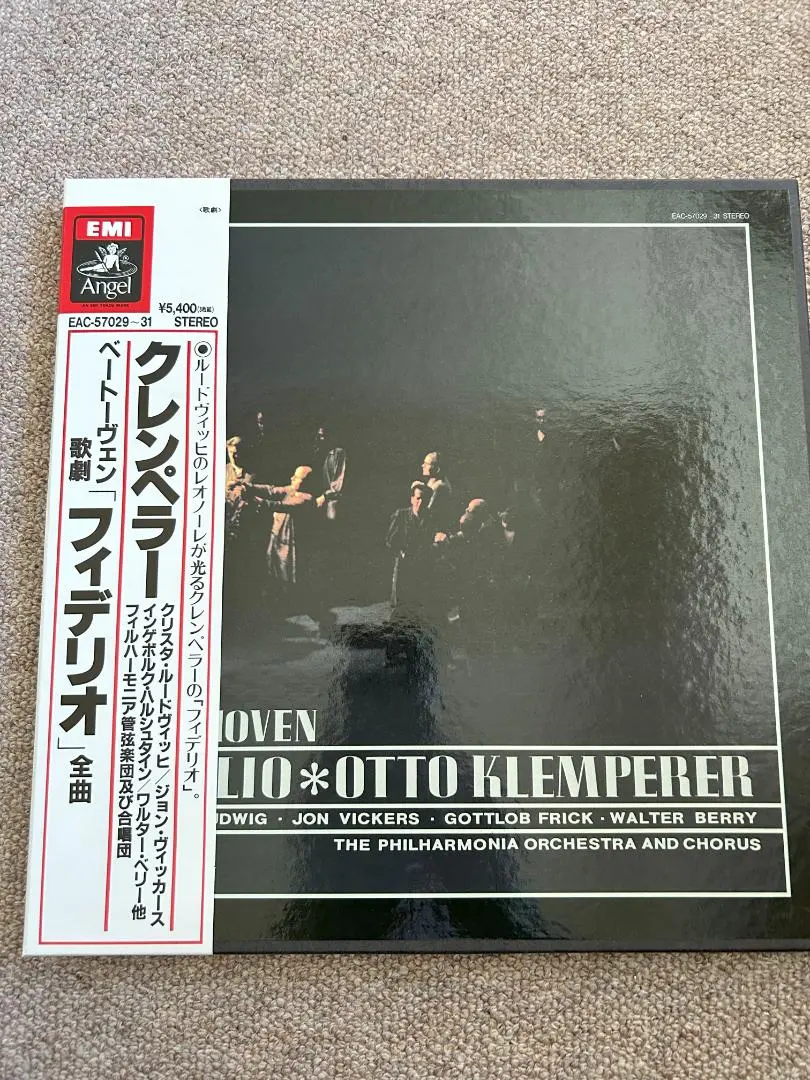 EMI
Angel
AN EMI TRADE MARK
〈歌劇〉
¥5,400
EAC-57029〜31 STEREO
◉ルードヴィッヒのレオノーレが光るクレンペラーの「フィデリオ」。
クレンペラー
クリスタ・ルードヴィッヒ/ジョン・ヴィッカース
インゲボルク・ハルシュタイン/ワルター・ベリー他
フィルハーモニア管弦楽団及び合唱団
ベートーヴェン
歌劇「フィデリオ」全曲
EAC-57029 31 STEREO
HOVEN
LIO*OTTO KLEMPERER
UDWIG · JON VICKERS · GOTTLOB FRICK · WALTER BERRY
THE PHILHARMONIA ORCHESTRA AND CHORUS